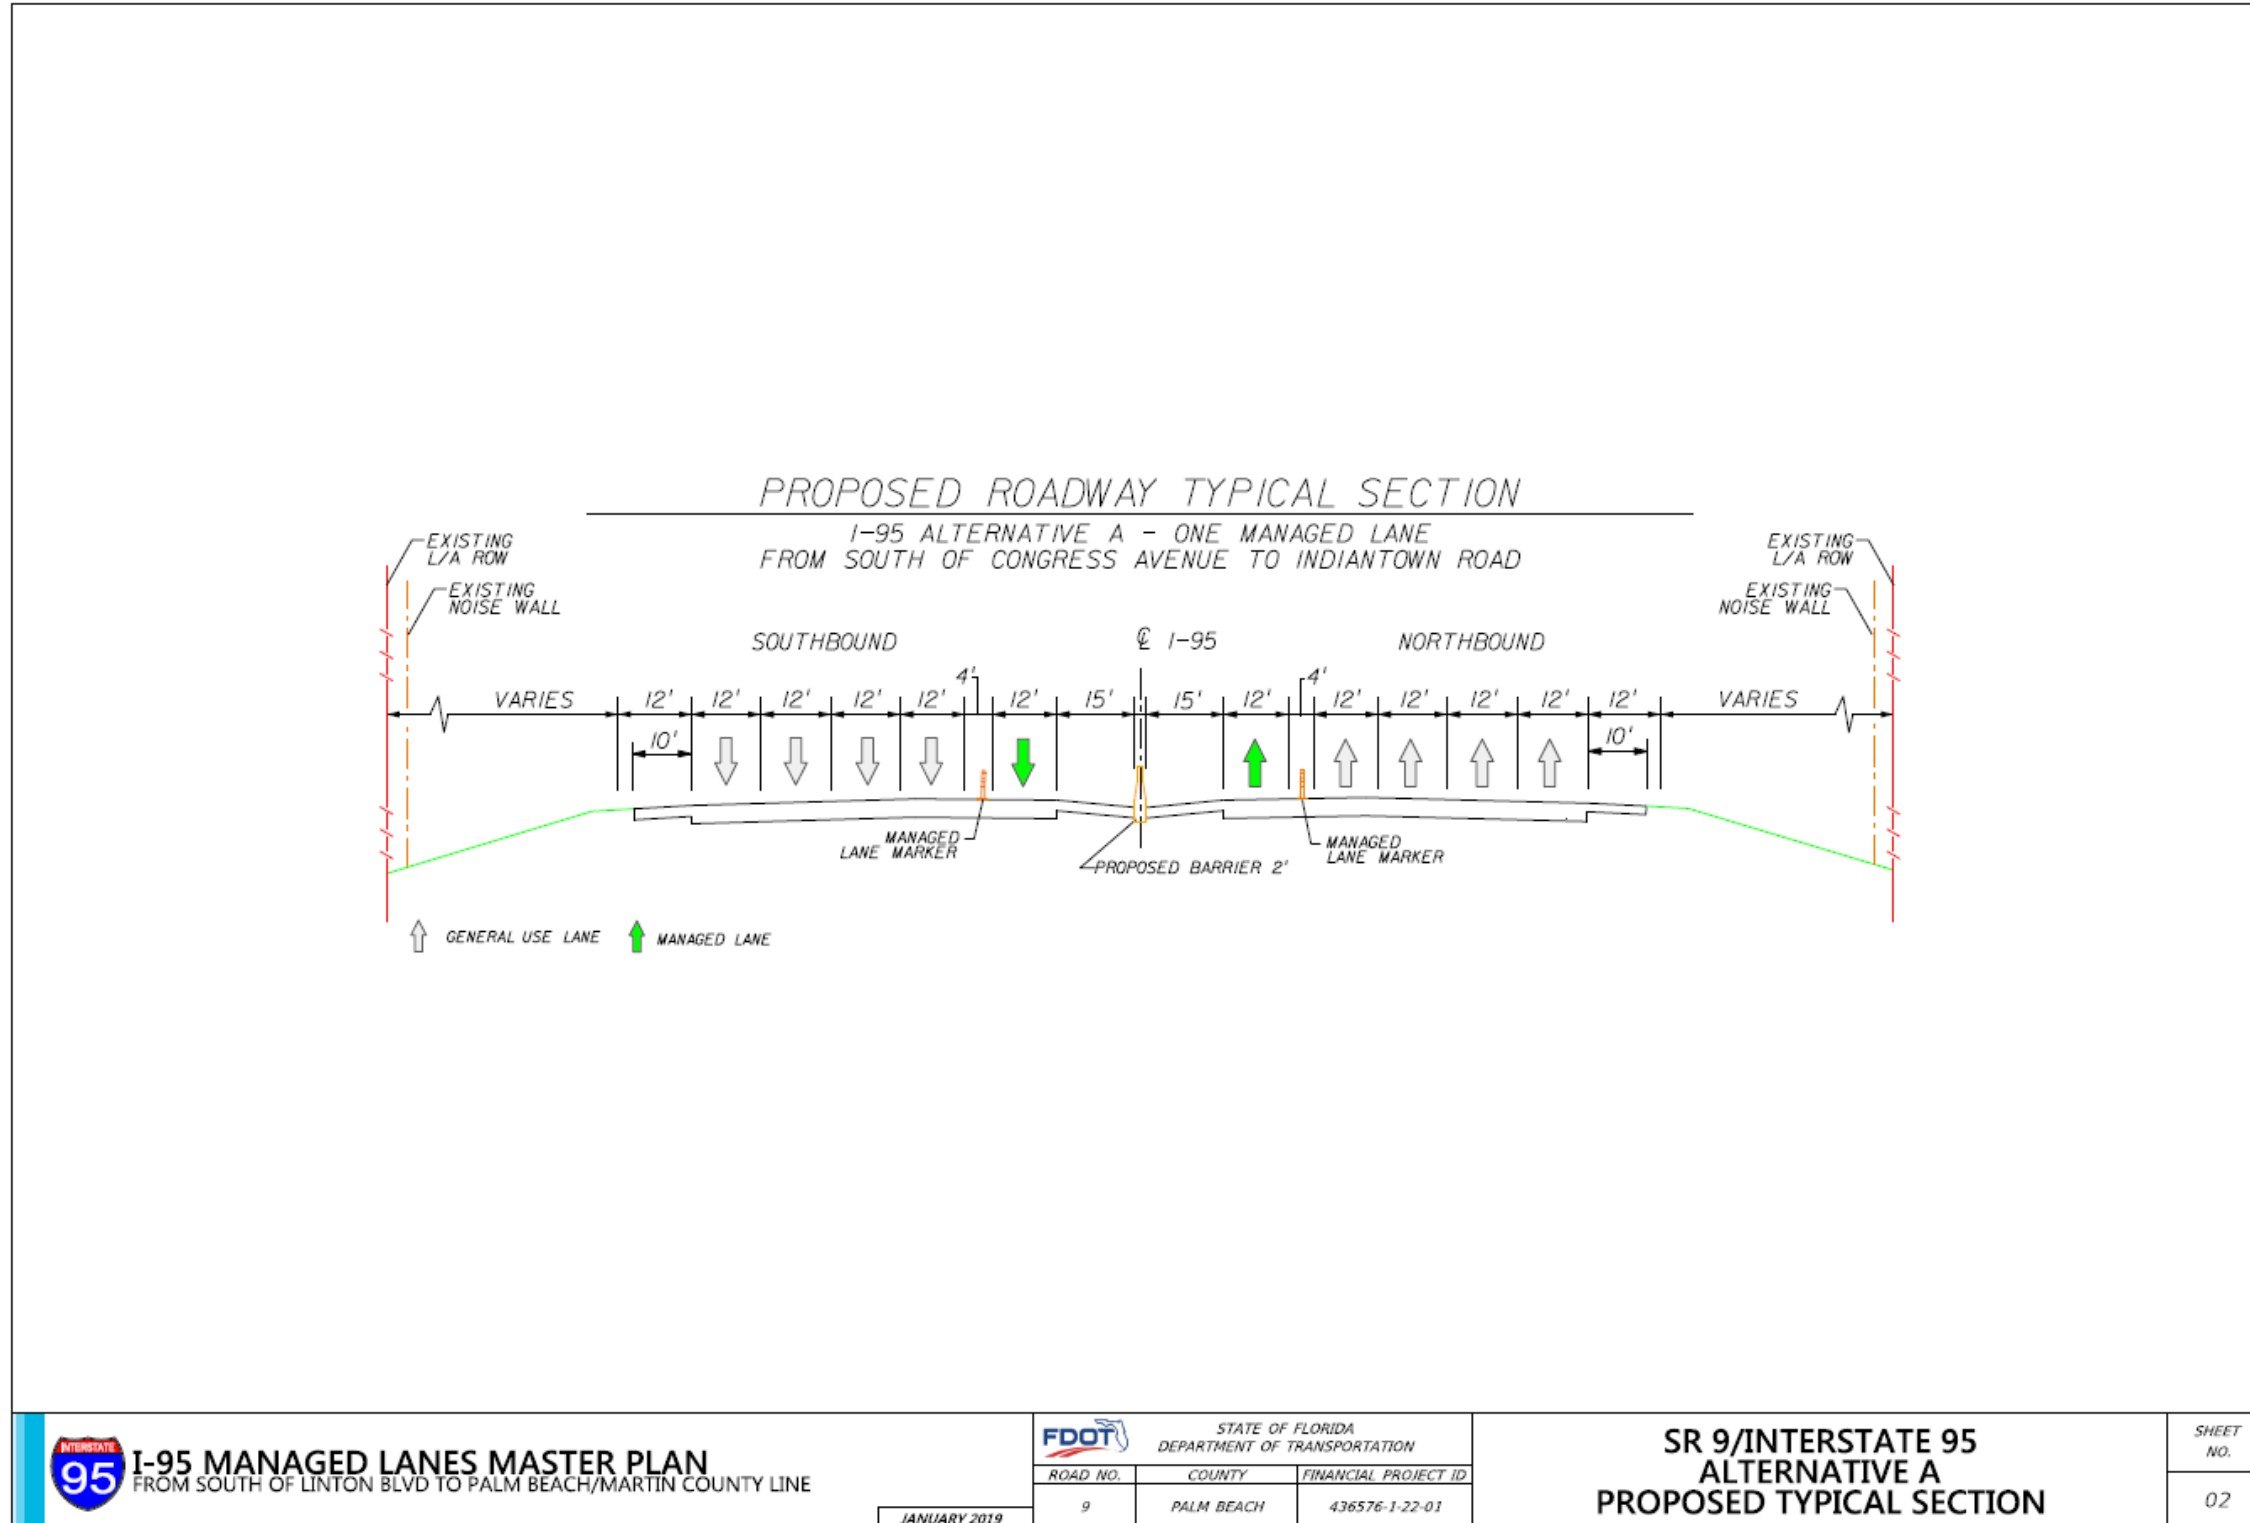 PROPOSED ROADWAY TYPICAL SECTION
I-95 ALTERNATIVE A - ONE MANAGED LANE
FROM SOUTH OF CONGRESS AVENUE TO INDIANTOWN ROAD
EXISTING
L/A ROW
EXISTING
NOISE WALL
EXISTING
L/A ROW
EXISTING
NOISE WALL
SOUTHBOUND
℄ I-95
NORTHBOUND
VARIES 12' 12' 12' 12' 12' 4' 12' 15' 15' 12' 4' 12' 12' 12' 12' 12' VARIES
10' 10'
MANAGED
LANE MARKER
PROPOSED BARRIER 2'
MANAGED
LANE MARKER
GENERAL USE LANE MANAGED LANE
INTERSTATE
95
I-95 MANAGED LANES MASTER PLAN
FROM SOUTH OF LINTON BLVD TO PALM BEACH/MARTIN COUNTY LINE
JANUARY 2019
FDOT
STATE OF FLORIDA
DEPARTMENT OF TRANSPORTATION
ROAD NO. COUNTY FINANCIAL PROJECT ID
9 PALM BEACH 436576-1-22-01
SR 9/INTERSTATE 95
ALTERNATIVE A
PROPOSED TYPICAL SECTION
SHEET
NO.
02